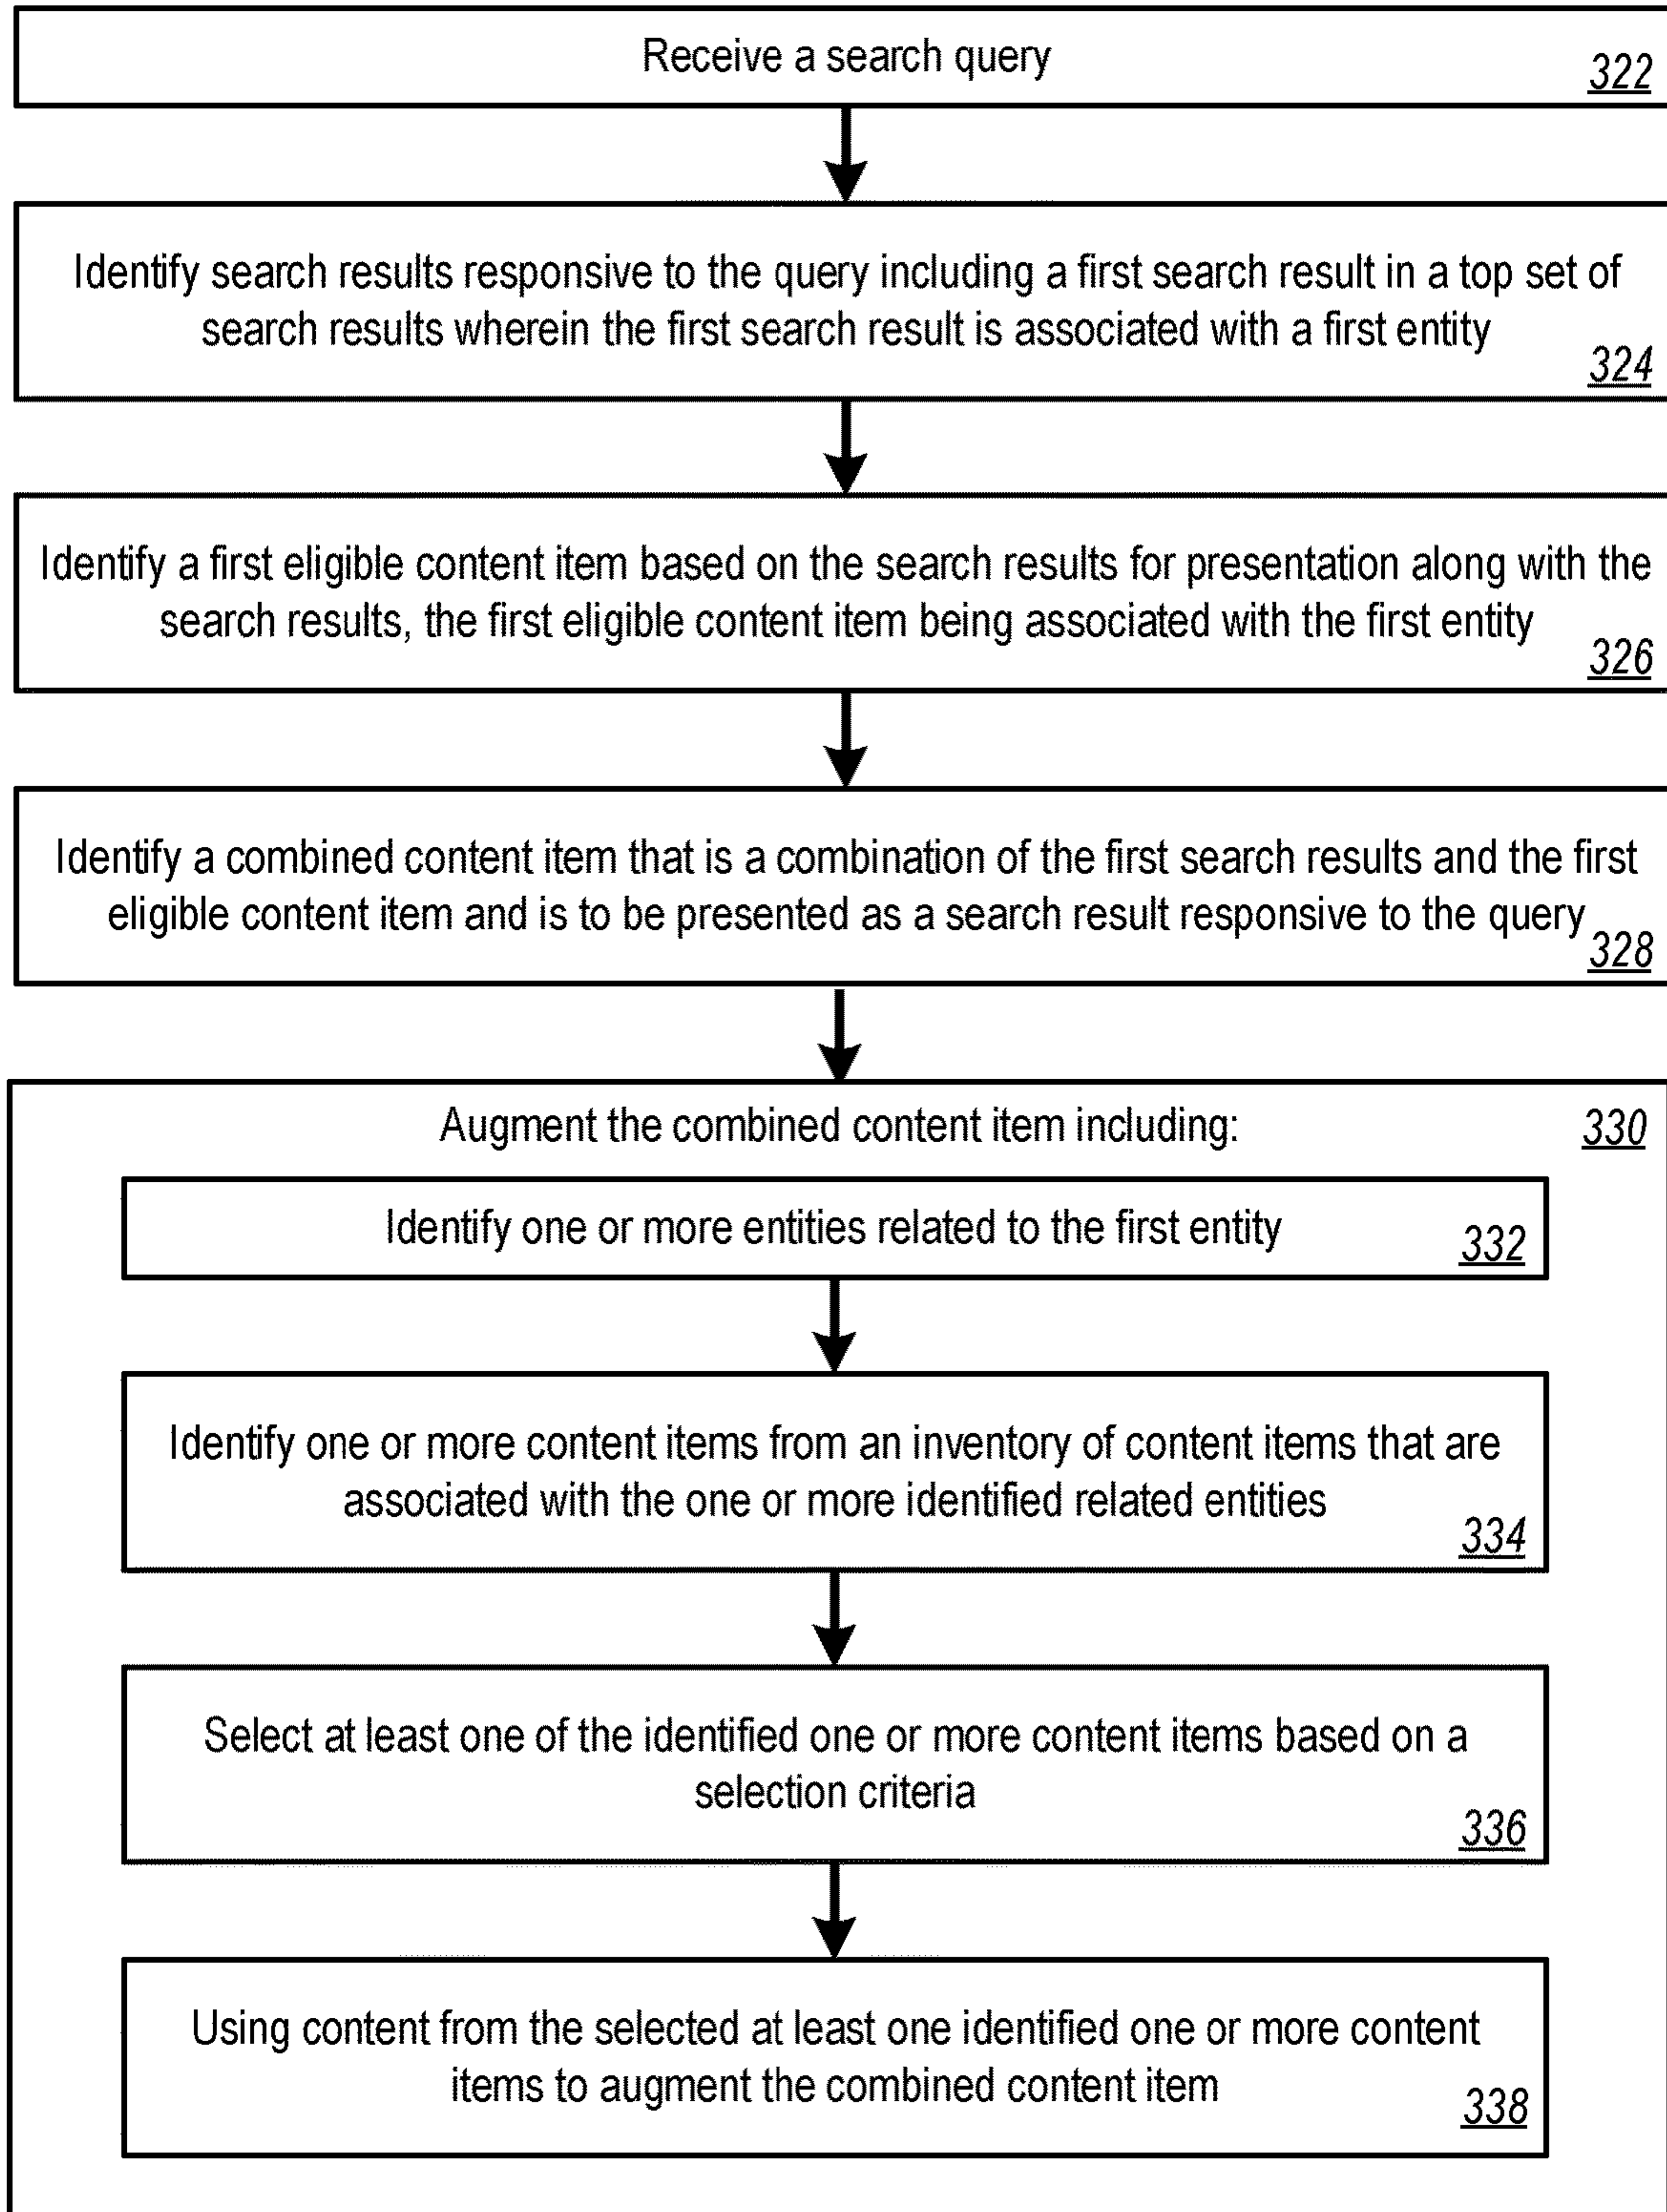 Receive a search query
322
Identify search results responsive to the query including a first search result in a top set of
search results wherein the first search result is associated with a first entity
324
Identify a first eligible content item based on the search results for presentation along with the
search results, the first eligible content item being associated with the first entity
326
Identify a combined content item that is a combination of the first search results and the first
eligible content item and is to be presented as a search result responsive to the query
328
Augment the combined content item including:
330
Identify one or more entities related to the first entity
332
Identify one or more content items from an inventory of content items that are
associated with the one or more identified related entities
334
Select at least one of the identified one or more content items based on a
selection criteria
336
Using content from the selected at least one identified one or more content
items to augment the combined content item
338